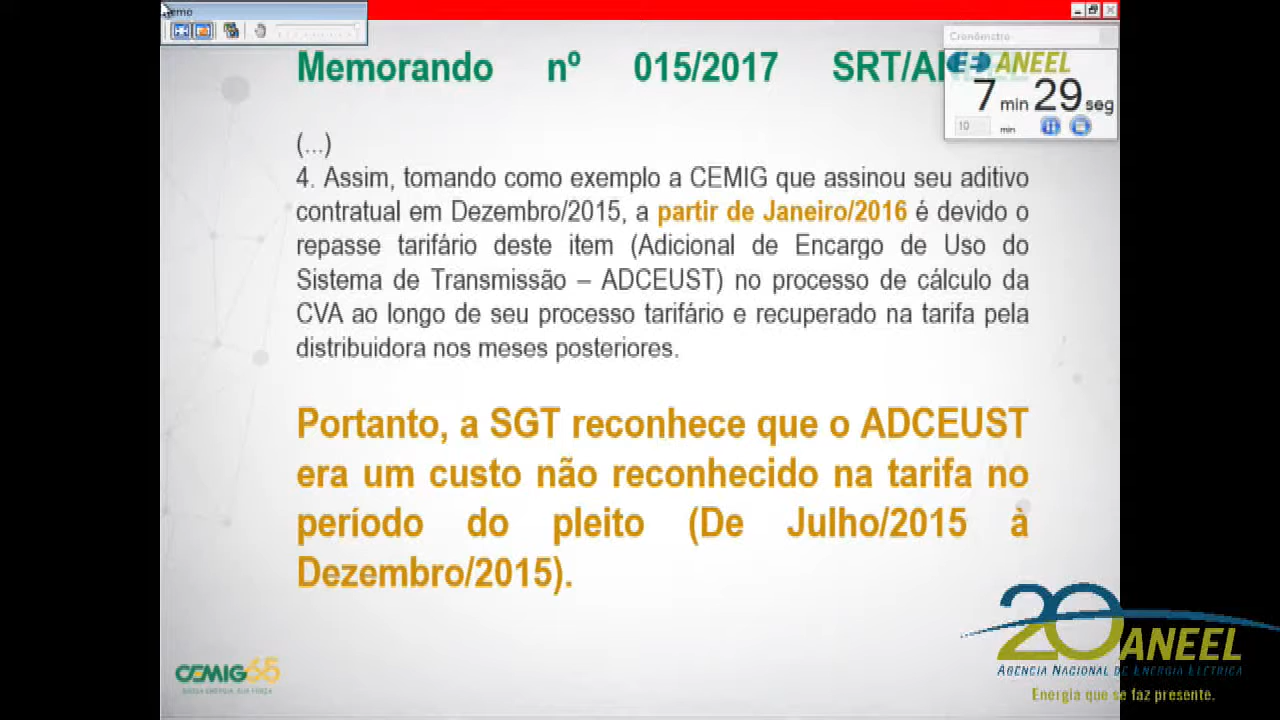 Cronômetro
ANEEL
7 min 29 seg
10 min
Memorando nº 015/2017 SRT/ANEEL
(...)
4. Assim, tomando como exemplo a CEMIG que assinou seu aditivo
contratual em Dezembro/2015, a partir de Janeiro/2016 é devido o
repasse tarifário deste item (Adicional de Encargo de Uso do
Sistema de Transmissão – ADCEUST) no processo de cálculo da
CVA ao longo de seu processo tarifário e recuperado na tarifa pela
distribuidora nos meses posteriores.
Portanto, a SGT reconhece que o ADCEUST
era um custo não reconhecido na tarifa no
período do pleito (De Julho/2015 à
Dezembro/2015).
CEMIG 65
NOSSA ENERGIA, SUA FORÇA
20 ANEEL
AGÊNCIA NACIONAL DE ENERGIA ELÉTRICA
Energia que se faz presente.